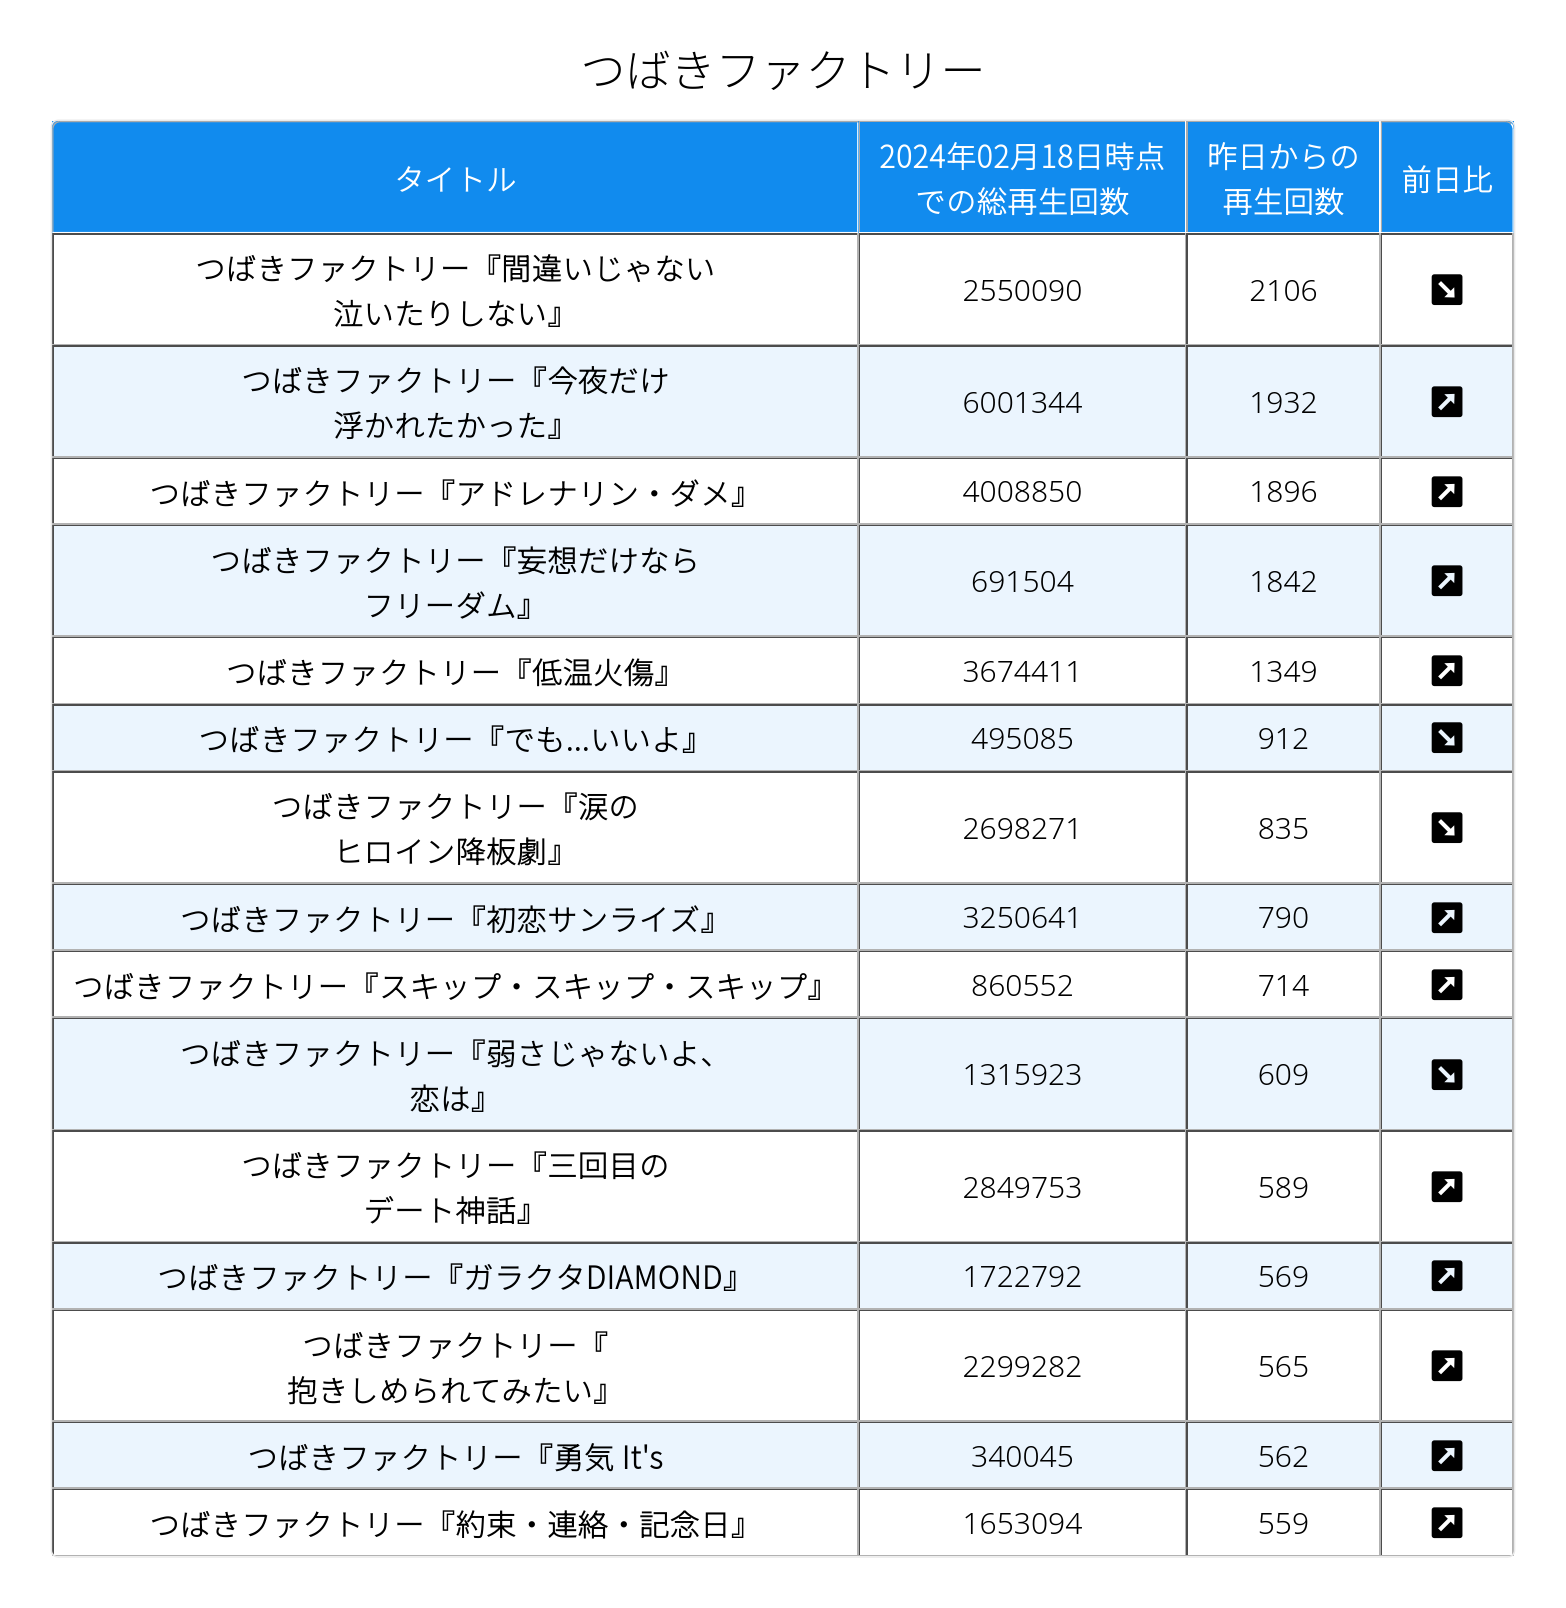 つばきファクトリー
タイトル
2024年02月18日時点
での総再生回数
昨日からの
再生回数
前日比
つばきファクトリー『間違いじゃない
泣いたりしない』
2550090
2106
つばきファクトリー『今夜だけ
浮かれたかった』
6001344
1932
つばきファクトリー『アドレナリン・ダメ』
4008850
1896
つばきファクトリー『妄想だけなら
フリーダム』
691504
1842
つばきファクトリー『低温火傷』
3674411
1349
つばきファクトリー『でも...いいよ』
495085
912
つばきファクトリー『涙の
ヒロイン降板劇』
2698271
835
つばきファクトリー『初恋サンライズ』
3250641
790
つばきファクトリー『スキップ・スキップ・スキップ』
860552
714
つばきファクトリー『弱さじゃないよ、
恋は』
1315923
609
つばきファクトリー『三回目の
デート神話』
2849753
589
つばきファクトリー『ガラクタDIAMOND』
1722792
569
つばきファクトリー『
抱きしめられてみたい』
2299282
565
つばきファクトリー『勇気 It's
340045
562
つばきファクトリー『約束・連絡・記念日』
1653094
559